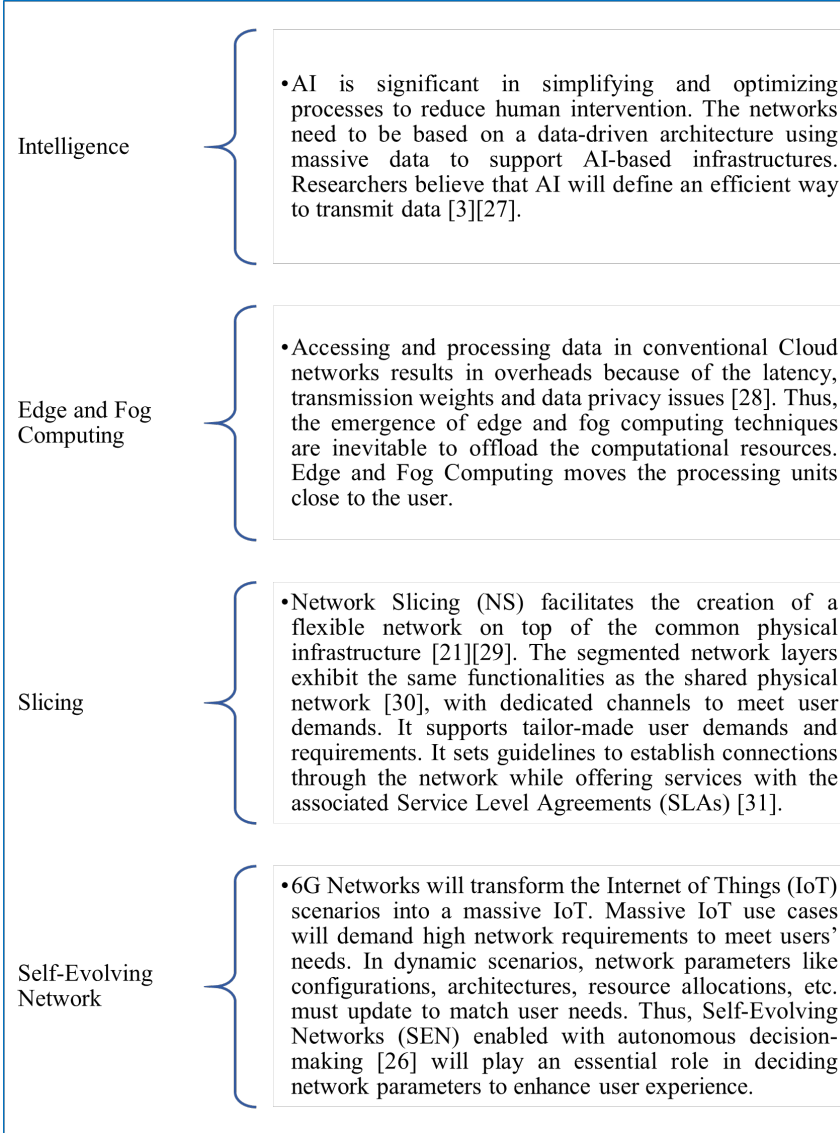 Intelligence
•AI is significant in simplifying and optimizing
processes to reduce human intervention. The networks
need to be based on a data-driven architecture using
massive data to support AI-based infrastructures.
Researchers believe that AI will define an efficient way
to transmit data [3][27].
Edge and Fog
Computing
•Accessing and processing data in conventional Cloud
networks results in overheads because of the latency,
transmission weights and data privacy issues [28]. Thus,
the emergence of edge and fog computing techniques
are inevitable to offload the computational resources.
Edge and Fog Computing moves the processing units
close to the user.
Slicing
•Network Slicing (NS) facilitates the creation of a
flexible network on top of the common physical
infrastructure [21][29]. The segmented network layers
exhibit the same functionalities as the shared physical
network [30], with dedicated channels to meet user
demands. It supports tailor-made user demands and
requirements. It sets guidelines to establish connections
through the network while offering services with the
associated Service Level Agreements (SLAs) [31].
Self-Evolving
Network
•6G Networks will transform the Internet of Things (IoT)
scenarios into a massive IoT. Massive IoT use cases
will demand high network requirements to meet users’
needs. In dynamic scenarios, network parameters like
configurations, architectures, resource allocations, etc.
must update to match user needs. Thus, Self-Evolving
Networks (SEN) enabled with autonomous decision-
making [26] will play an essential role in deciding
network parameters to enhance user experience.